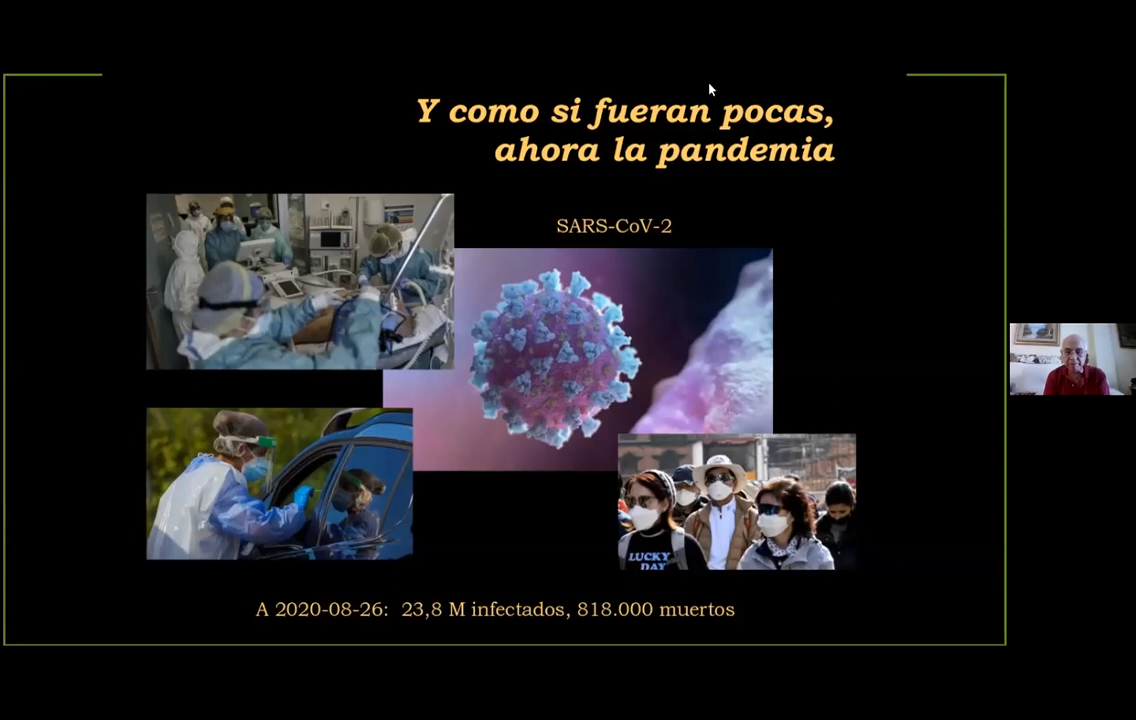 Y como si fueran pocas,
ahora la pandemia
SARS-CoV-2
LUCKY
DAY
A 2020-08-26: 23,8 M infectados, 818.000 muertos